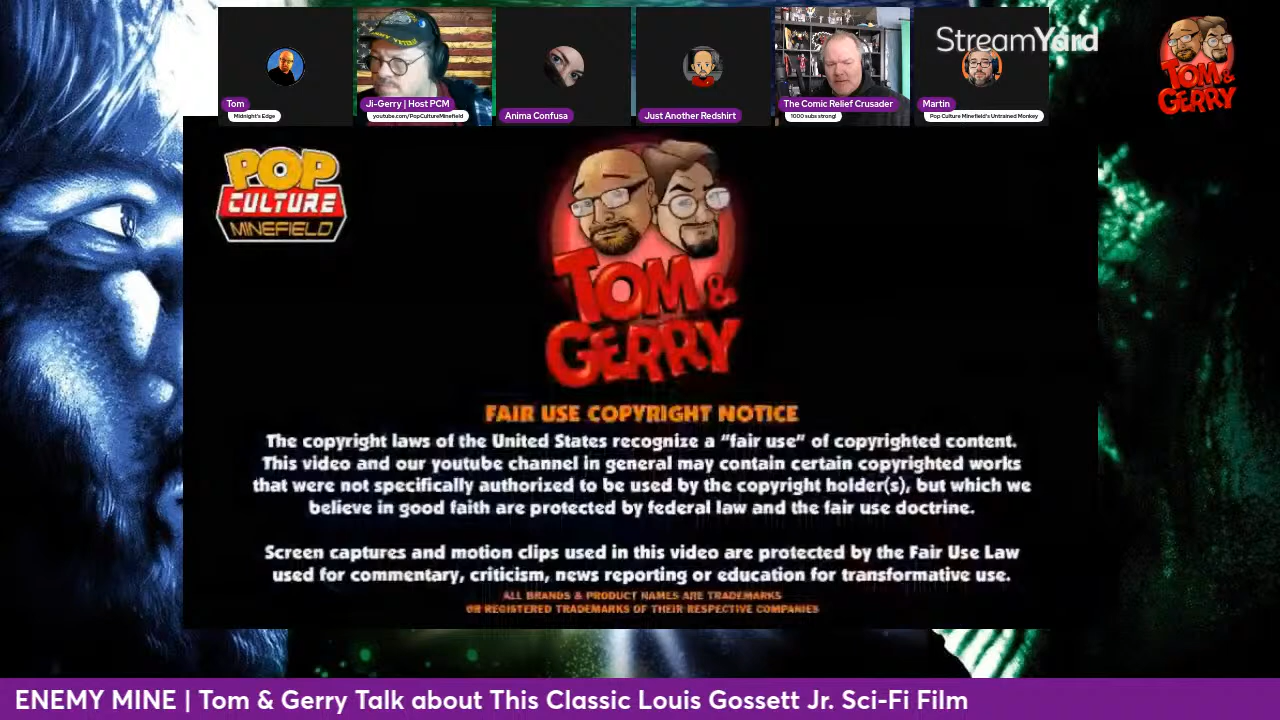 StreamYard
Tom
Midnight's Edge
Ji-Gerry | Host PCM
youtube.com/PopCultureMinefield
Anima Confusa
Just Another Redshirt
The Comic Relief Crusader
1000 subs strong!
Martin
Pop Culture Minefield's Untrained Monkey
TOM &
GERRY
POP
CULTURE
MINEFIELD
TOM &
GERRY
FAIR USE COPYRIGHT NOTICE
The copyright laws of the United States recognize a “fair use” of copyrighted content.
This video and our youtube channel in general may contain certain copyrighted works
that were not specifically authorized to be used by the copyright holder(s), but which we
believe in good faith are protected by federal law and the fair use doctrine.
Screen captures and motion clips used in this video are protected by the Fair Use Law
used for commentary, criticism, news reporting or education for transformative use.
ALL BRANDS & PRODUCT NAMES ARE TRADEMARKS
OR REGISTERED TRADEMARKS OF THEIR RESPECTIVE COMPANIES
ENEMY MINE | Tom & Gerry Talk about This Classic Louis Gossett Jr. Sci-Fi Film